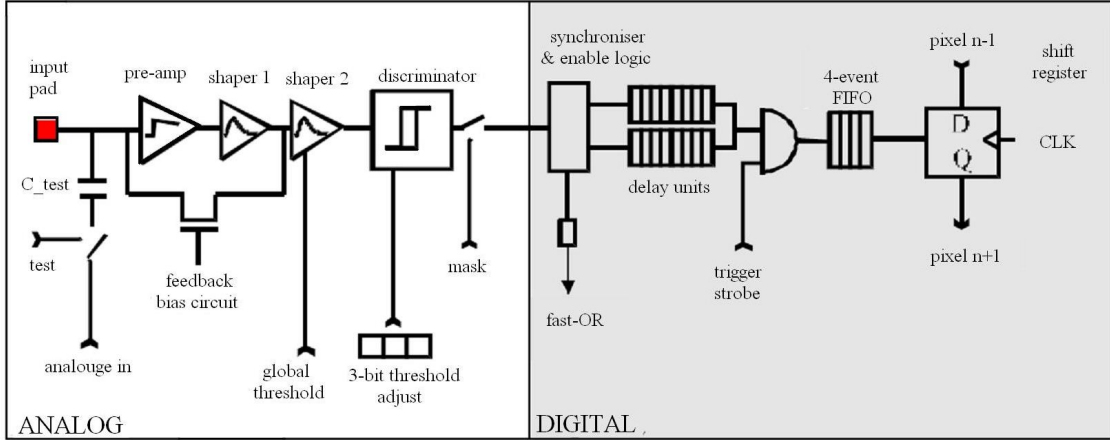 input
pad
pre-amp
shaper 1
shaper 2
discriminator
C_test
test
feedback
bias circuit
mask
analouge in
global
threshold
3-bit threshold
adjust
ANALOG
synchroniser
& enable logic
4-event
FIFO
pixel n-1
shift
register
D
Q
CLK
delay units
pixel n+1
trigger
strobe
fast-OR
DIGITAL